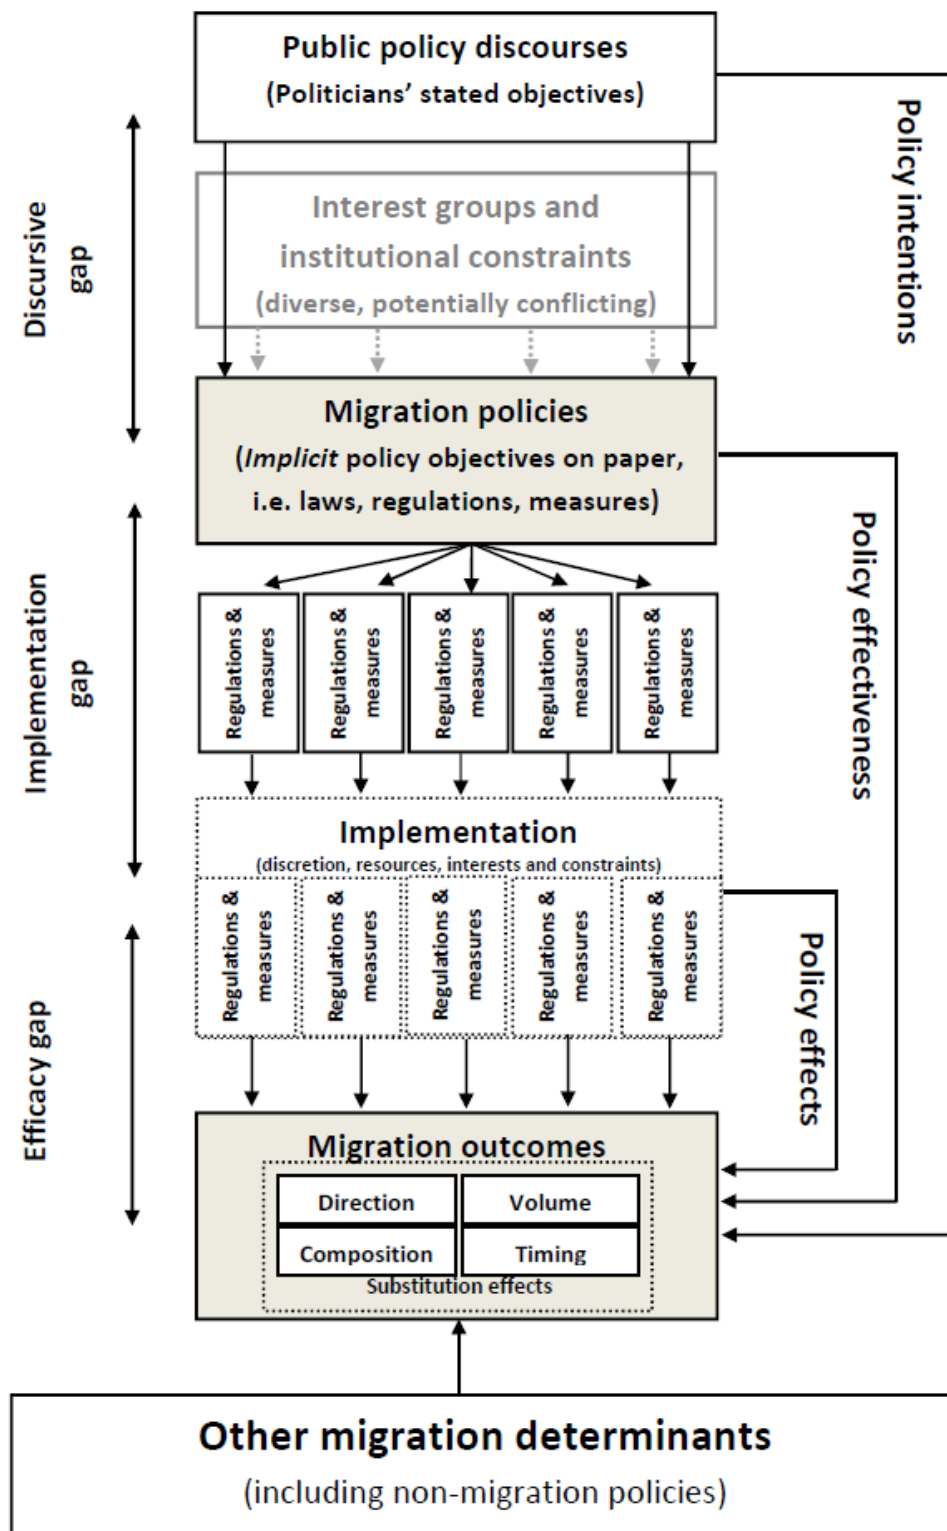 Public policy discourses
(Politicians’ stated objectives)
Policy intentions
Discursive
gap
Interest groups and
institutional constraints
(diverse, potentially conflicting)
Migration policies
(Implicit policy objectives on paper,
i.e. laws, regulations, measures)
Policy effectiveness
Implementation
gap
Regulations &
measures
Regulations &
measures
Regulations &
measures
Regulations &
measures
Regulations &
measures
Implementation
(discretion, resources, interests and constraints)
Regulations &
measures
Regulations &
measures
Regulations &
measures
Regulations &
measures
Regulations &
measures
Policy effects
Efficacy gap
Migration outcomes
Direction
Volume
Composition
Timing
Substitution effects
Other migration determinants
(including non-migration policies)